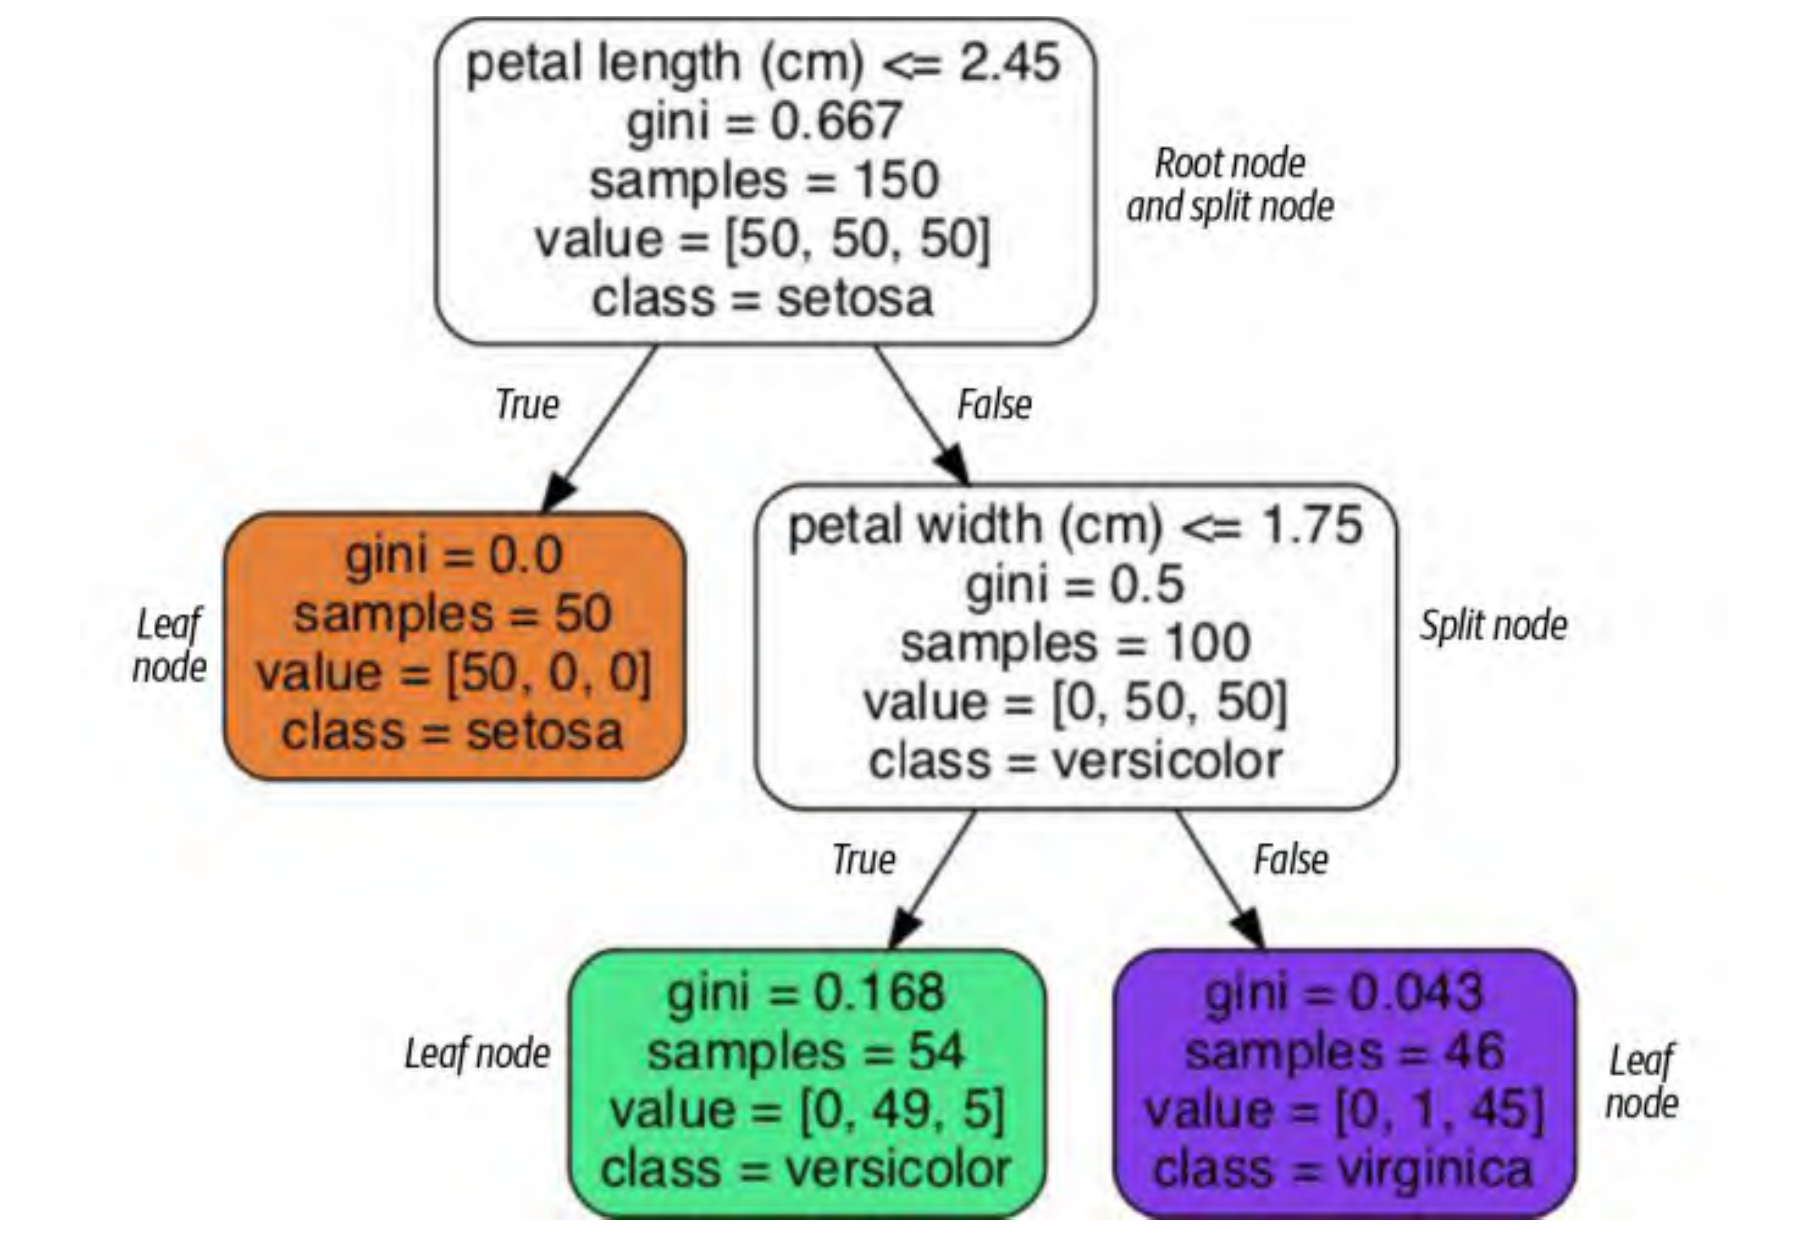 petal length (cm) <= 2.45
gini = 0.667
samples = 150
value = [50, 50, 50]
class = setosa
Root node
and split node
True
False
gini = 0.0
samples = 50
value = [50, 0, 0]
class = setosa
Leaf
node
petal width (cm) <= 1.75
gini = 0.5
samples = 100
value = [0, 50, 50]
class = versicolor
Split node
True
False
Leaf node
gini = 0.168
samples = 54
value = [0, 49, 5]
class = versicolor
gini = 0.043
samples = 46
value = [0, 1, 45]
class = virginica
Leaf
node